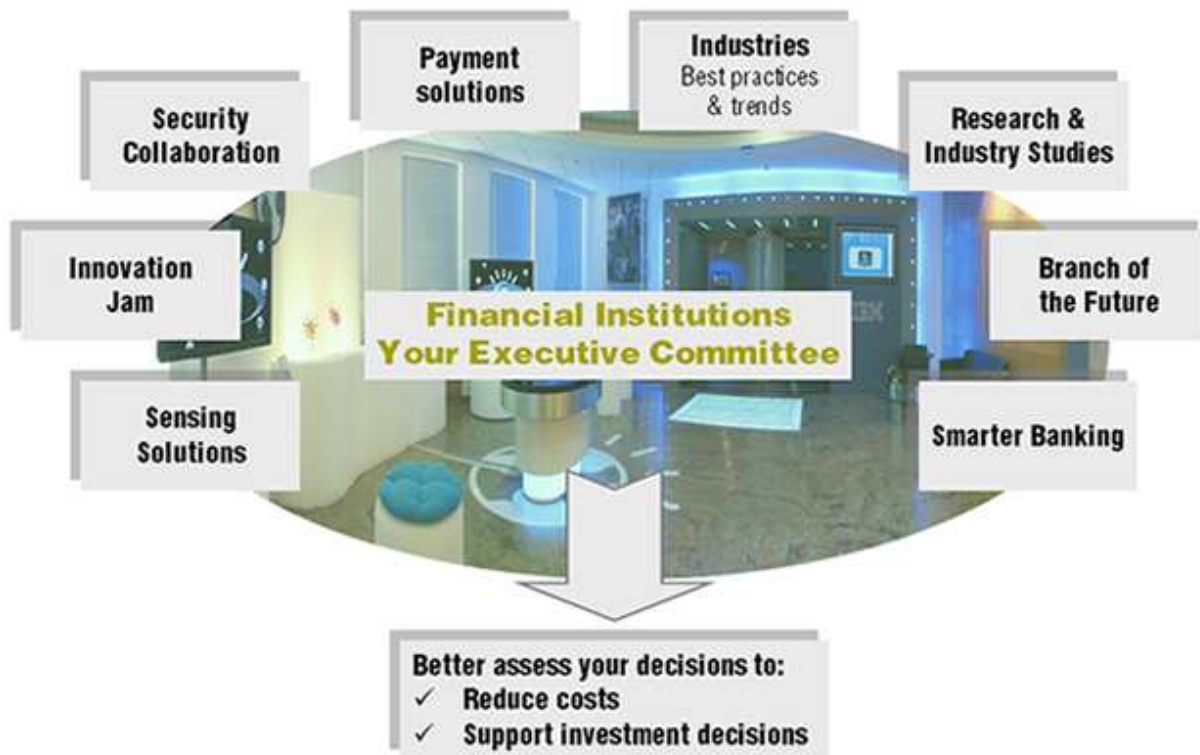 Payment
solutions
Industries
Best practices
& trends
Security
Collaboration
Research &
Industry Studies
Innovation
Jam
Branch of
the Future
Financial Institutions
Your Executive Committee
Sensing
Solutions
Smarter Banking
Better assess your decisions to:
✓ Reduce costs
✓ Support investment decisions